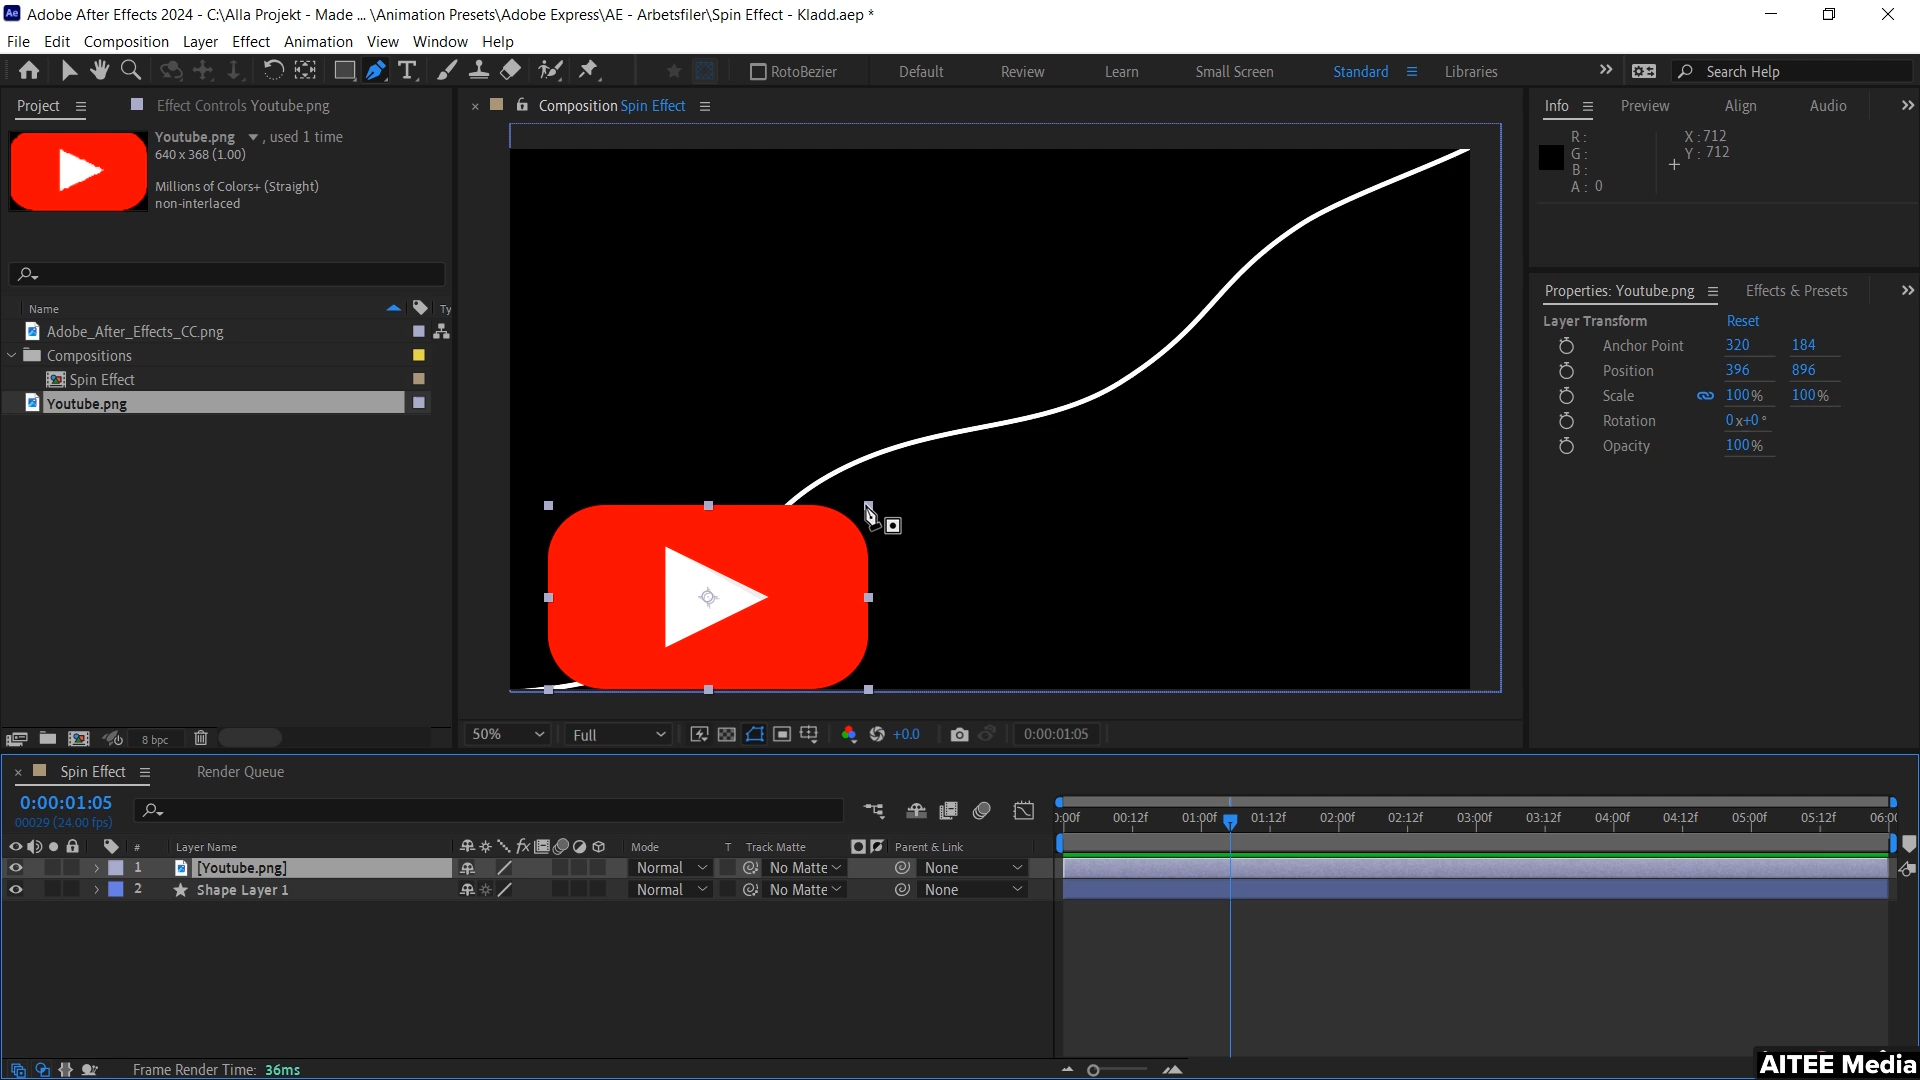 Adobe After Effects 2024 - C:\Alla Projekt - Made ... \Animation Presets\Adobe Express\AE - Arbetsfiler\Spin Effect - Kladd.aep *
File Edit Composition Layer Effect Animation View Window Help
RotoBezier Default Review Learn Small Screen Standard Libraries Search Help
Project Effect Controls Youtube.png
Youtube.png , used 1 time
640 x 368 (1.00)
Millions of Colors+ (Straight)
non-interlaced
Name Ty
Adobe_After_Effects_CC.png
Compositions
Spin Effect
Youtube.png
8 bpc
Composition Spin Effect
50% Full +0.0 0:00:01:05
Info Preview Align Audio
R: X: 712
G: Y: 712
B:
A: 0
Properties: Youtube.png Effects & Presets
Layer Transform Reset
Anchor Point 320 184
Position 396 896
Scale 100% 100%
Rotation 0x+0°
Opacity 100%
Spin Effect Render Queue
0:00:01:05
00029 (24.00 fps)
# Layer Name Mode T Track Matte Parent & Link
1 [Youtube.png] Normal No Matte None
2 Shape Layer 1 Normal No Matte None
):00f 00:12f 01:00f 01:12f 02:00f 02:12f 03:00f 03:12f 04:00f 04:12f 05:00f 05:12f 06:0(
Frame Render Time: 36ms
AITEE Media